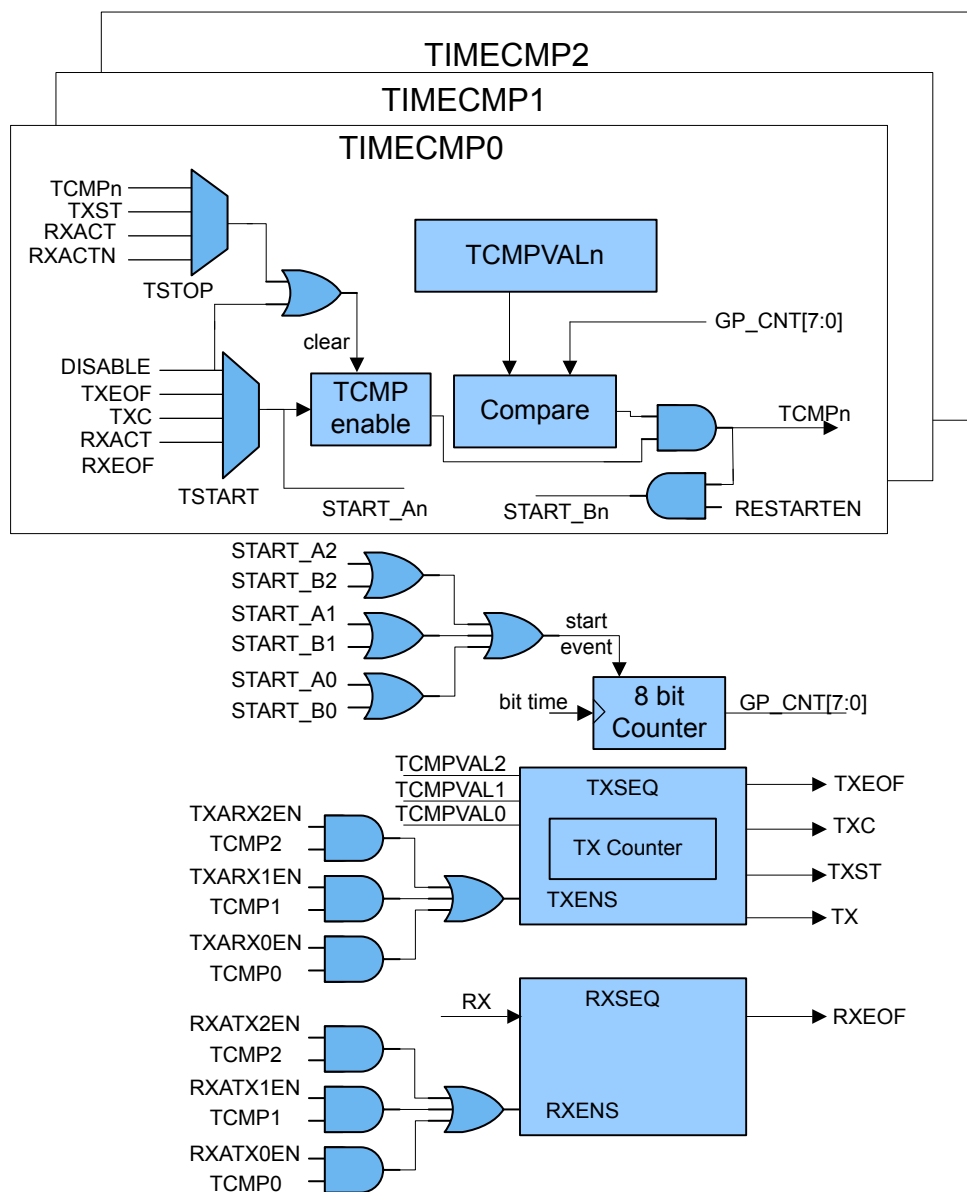 TIMECMP2
TIMECMP1
TIMECMP0
TCMPn
TXST
RXACT
RXACTN
TSTOP
TCMPVALn
GP_CNT[7:0]
clear
DISABLE
TXEOF
TXC
RXACT
RXEOF
TSTART
TCMP
enable
Compare
TCMPn
START_An
START_Bn
RESTARTEN
START_A2
START_B2
START_A1
START_B1
START_A0
START_B0
start
event
bit time
8 bit
Counter
GP_CNT[7:0]
TCMPVAL2
TCMPVAL1
TCMPVAL0
TXSEQ
TX Counter
TXENS
TXEOF
TXC
TXST
TX
TXARX2EN
TCMP2
TXARX1EN
TCMP1
TXARX0EN
TCMP0
RX
RXSEQ
RXENS
RXEOF
RXATX2EN
TCMP2
RXATX1EN
TCMP1
RXATX0EN
TCMP0